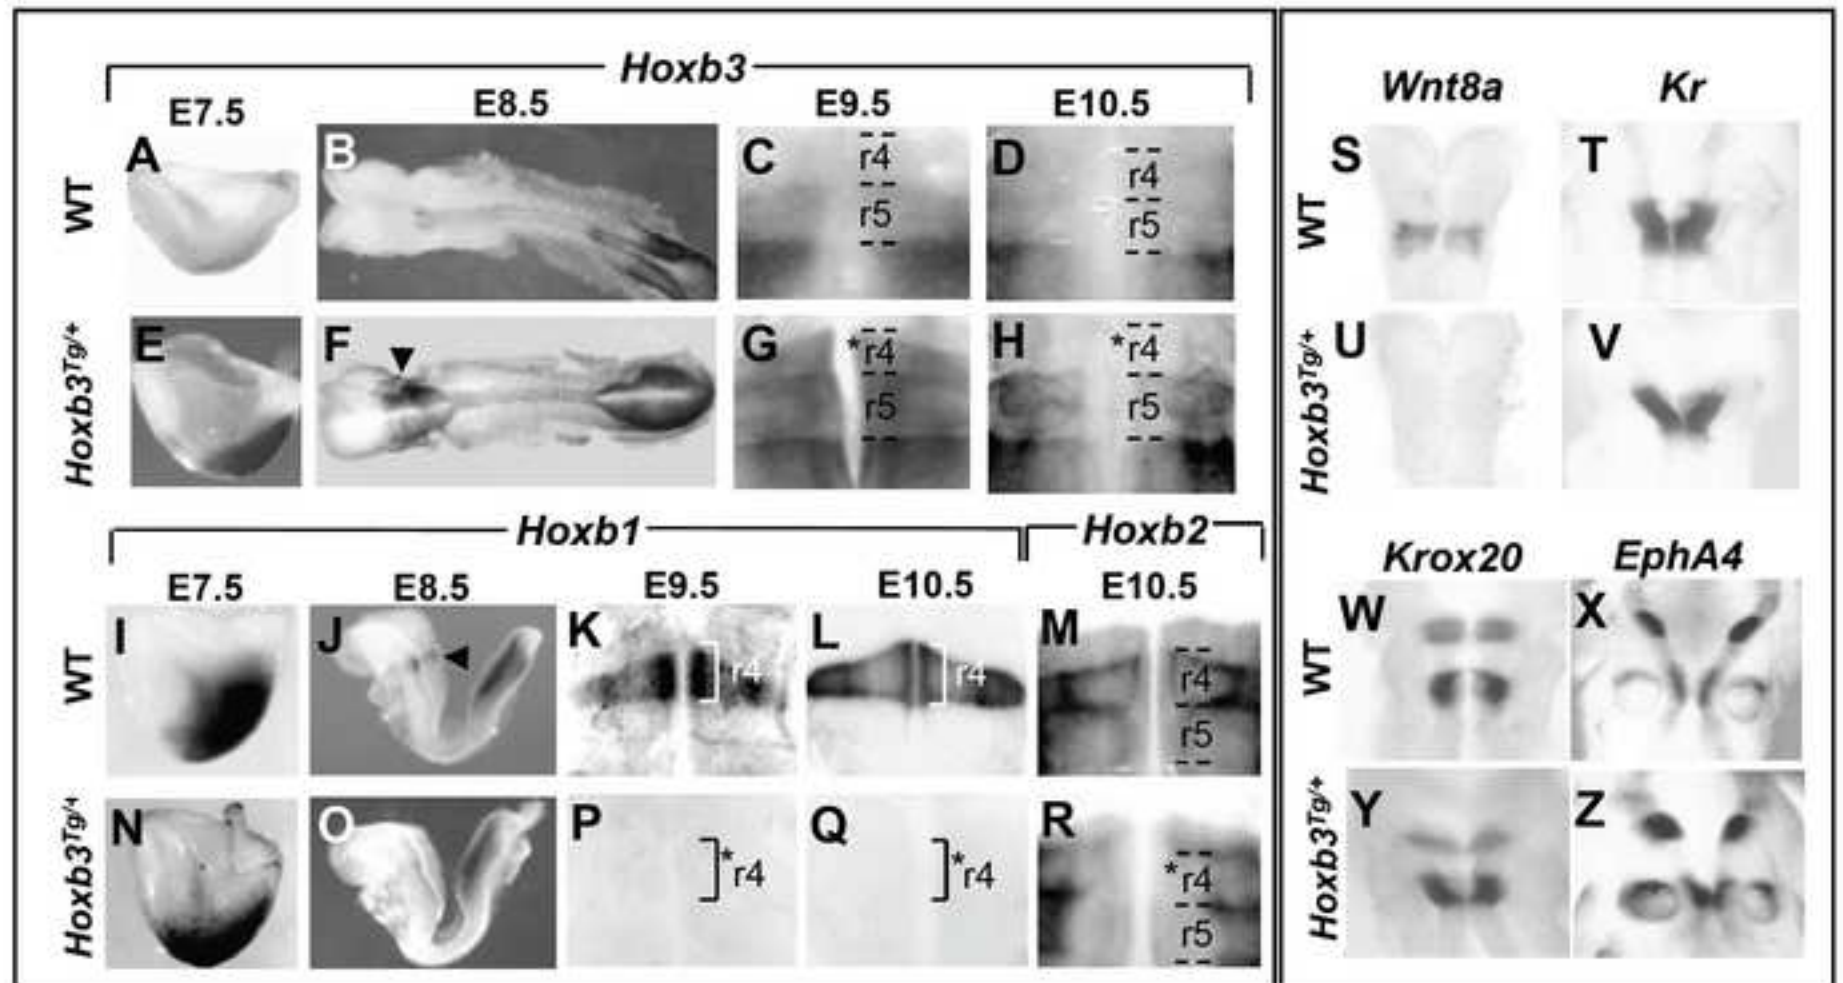 Hoxb3
E7.5 E8.5 E9.5 E10.5
WT
A B C r4 r5 D r4 r5
Hoxb3Tg/+
E F G *r4 r5 H *r4 r5
Hoxb1 Hoxb2
E7.5 E8.5 E9.5 E10.5 E10.5
WT
I J K r4 L r4 M r4 r5
Hoxb3Tg/+
N O P *r4 Q *r4 R *r4 r5
Wnt8a Kr
WT
S T
Hoxb3Tg/+
U V
Krox20 EphA4
WT
W X
Hoxb3Tg/+
Y Z